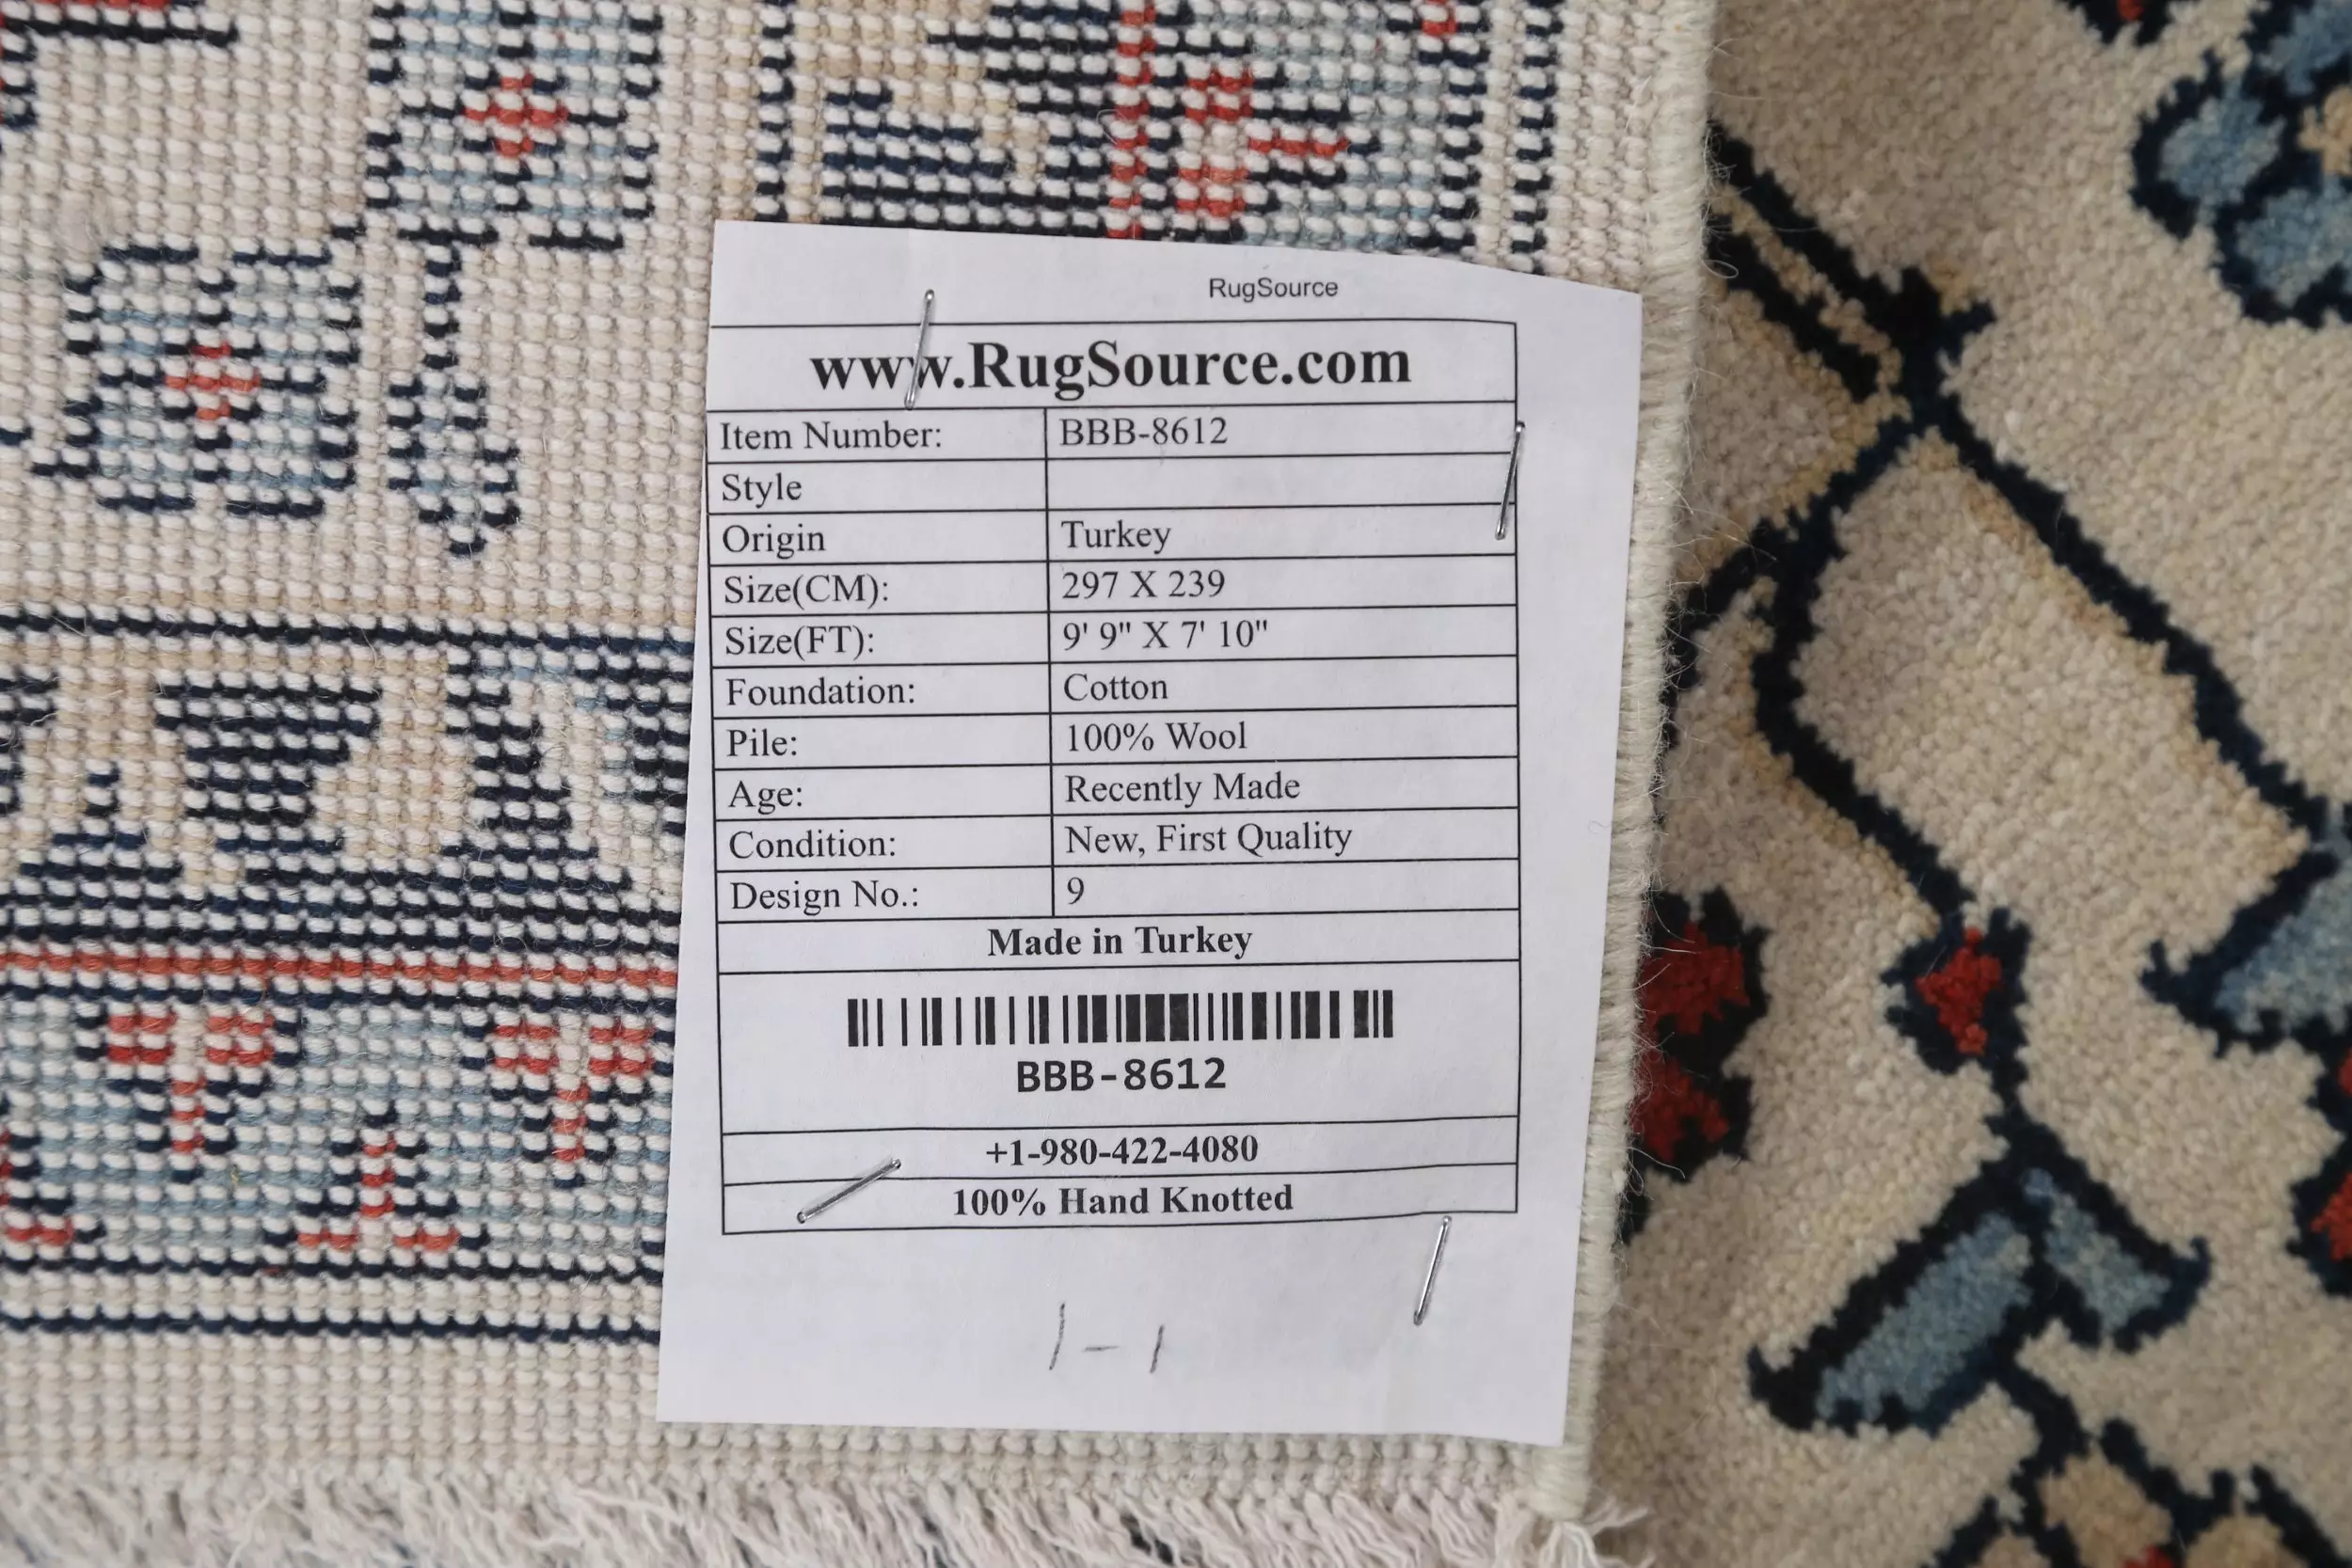 RugSource
www.RugSource.com
Item Number: BBB-8612
Style
Origin Turkey
Size(CM): 297 X 239
Size(FT): 9' 9" X 7' 10"
Foundation: Cotton
Pile: 100% Wool
Age: Recently Made
Condition: New, First Quality
Design No.: 9
Made in Turkey
BBB-8612
+1-980-422-4080
100% Hand Knotted
1-1